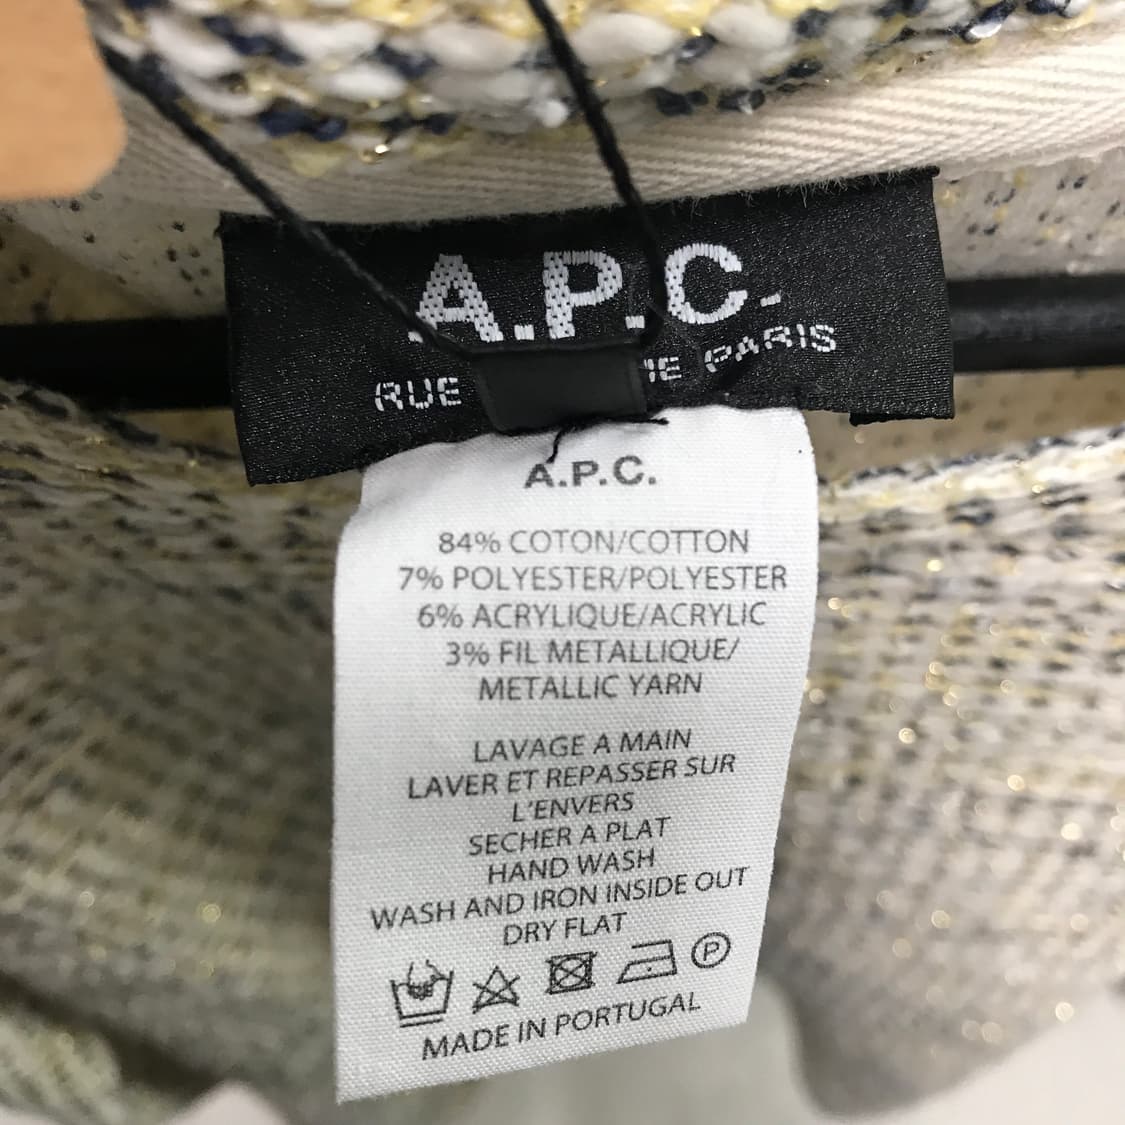 A.P.C.
RUE PARIS
A.P.C.
84% COTON/COTTON
7% POLYESTER/POLYESTER
6% ACRYLIQUE/ACRYLIC
3% FIL METALLIQUE/
METALLIC YARN
LAVAGE A MAIN
LAVER ET REPASSER SUR
L'ENVERS
SECHER A PLAT
HAND WASH
WASH AND IRON INSIDE OUT
DRY FLAT
P
MADE IN PORTUGAL